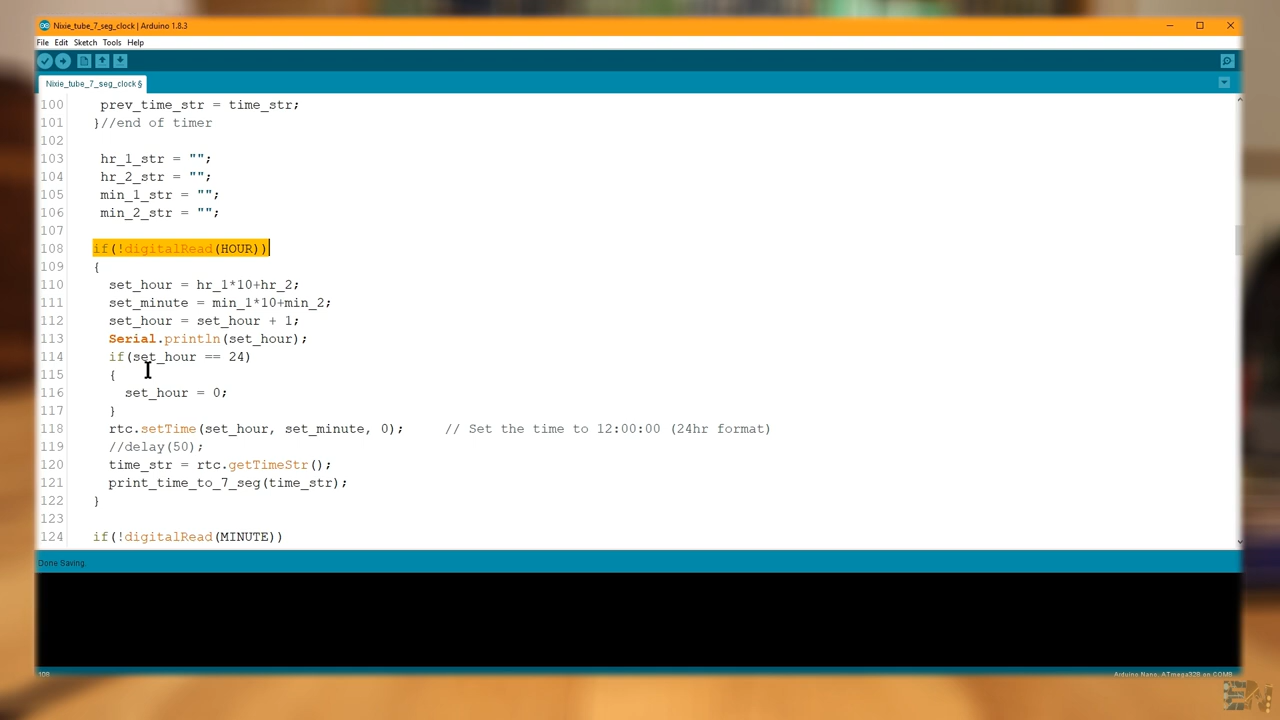 Nixie_tube_7_seg_clock | Arduino 1.8.3
File Edit Sketch Tools Help
Nixie_tube_7_seg_clock §
100 prev_time_str = time_str;
101 }//end of timer
102
103 hr_1_str = "";
104 hr_2_str = "";
105 min_1_str = "";
106 min_2_str = "";
107
108 if(!digitalRead(HOUR))
109 {
110 set_hour = hr_1*10+hr_2;
111 set_minute = min_1*10+min_2;
112 set_hour = set_hour + 1;
113 Serial.println(set_hour);
114 if(set_hour == 24)
115 {
116 set_hour = 0;
117 }
118 rtc.setTime(set_hour, set_minute, 0); // Set the time to 12:00:00 (24hr format)
119 //delay(50);
120 time_str = rtc.getTimeStr();
121 print_time_to_7_seg(time_str);
122 }
123
124 if(!digitalRead(MINUTE))
Done Saving.
108 Arduino Nano, ATmega328 on COM8
EN